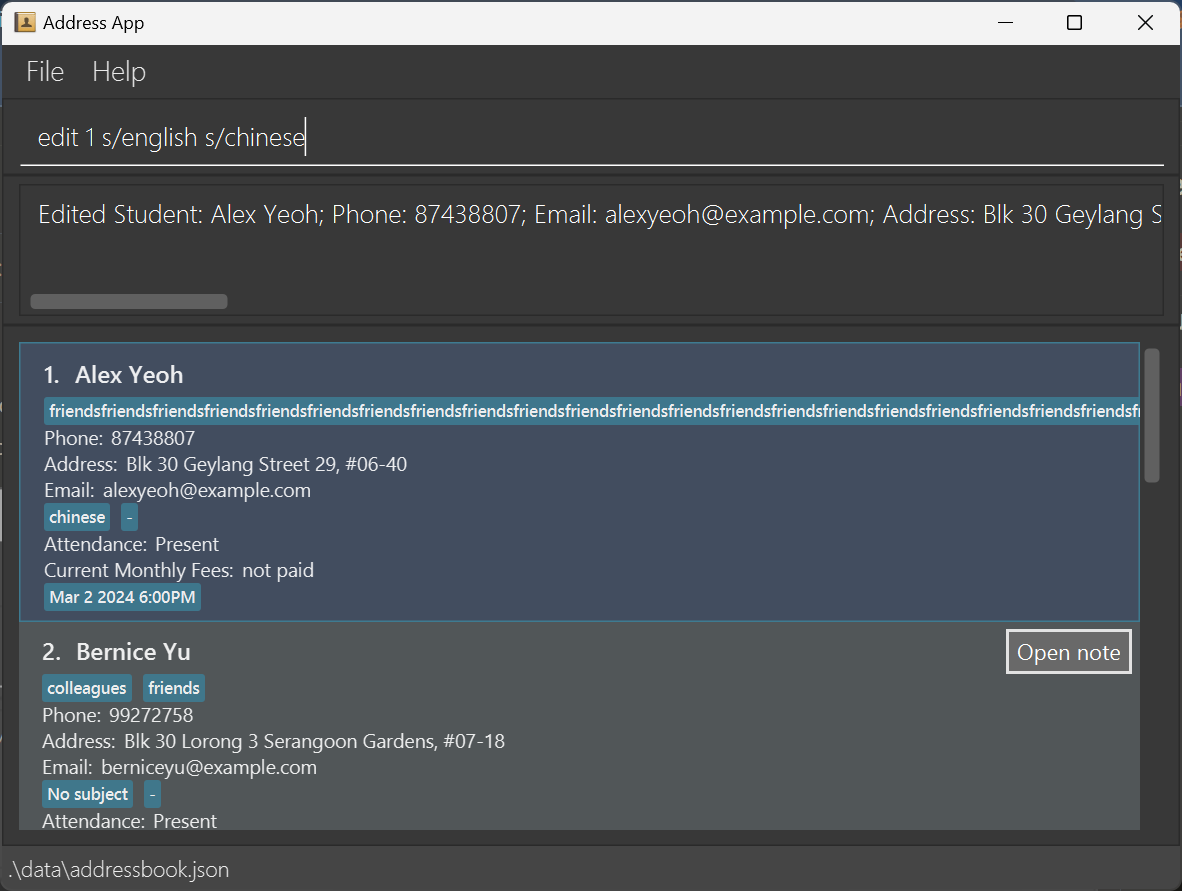 Address App
File Help
edit 1 s/english s/chinese
Edited Student: Alex Yeoh; Phone: 87438807; Email: alexyeoh@example.com; Address: Blk 30 Geylang S
1. Alex Yeoh
friendsfriendsfriendsfriendsfriendsfriendsfriendsfriendsfriendsfriendsfriendsfriendsfriendsfriendsfriendsfriendsfriendsfriendsfriendsfriendsfriendsf
Phone: 87438807
Address: Blk 30 Geylang Street 29, #06-40
Email: alexyeoh@example.com
chinese -
Attendance: Present
Current Monthly Fees: not paid
Mar 2 2024 6:00PM
2. Bernice Yu
Open note
colleagues friends
Phone: 99272758
Address: Blk 30 Lorong 3 Serangoon Gardens, #07-18
Email: berniceyu@example.com
No subject -
Attendance: Present
.\data\addressbook.json